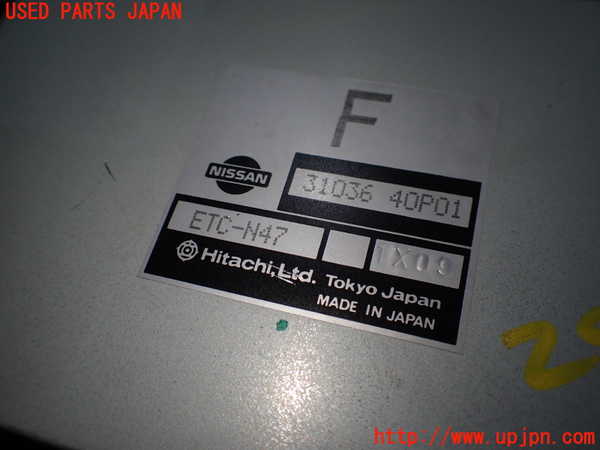 USED PARTS JAPAN
F
NISSAN
31036 40P01
ETC-N47
1X09
Hitachi, Ltd. Tokyo Japan
MADE IN JAPAN
http://www.upjpn.com